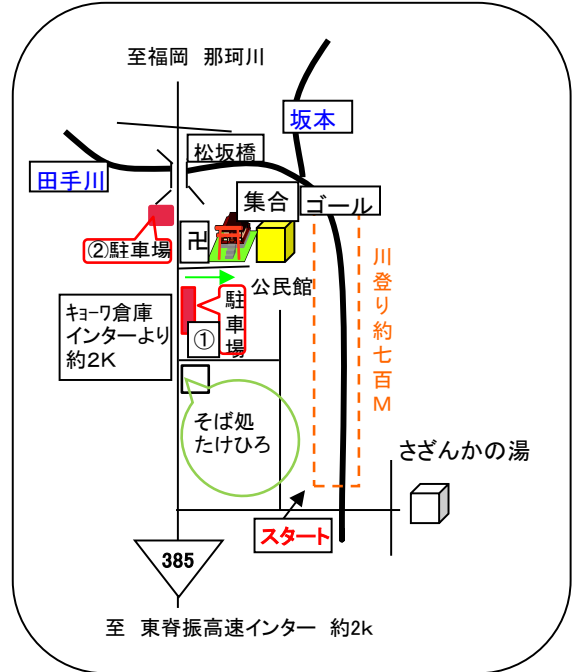 至福岡 那珂川
坂本
松坂橋
田手川
集合
ゴール
卍
②駐車場
公民館
川登り約七百M
駐車場
①
キョーワ倉庫
インターより
約2K
そば処
たけひろ
さざんかの湯
スタート
385
至 東脊振高速インター 約2k